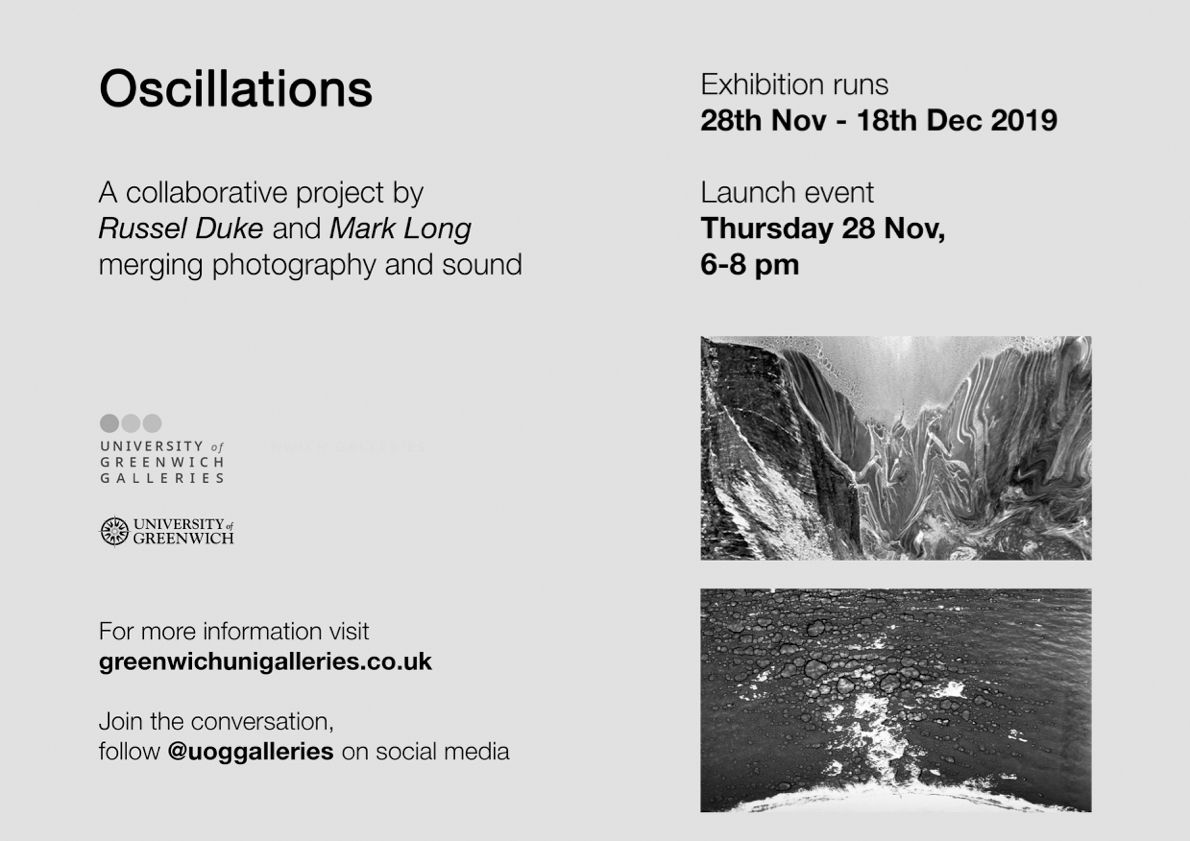 Oscillations
A collaborative project by
Russel Duke and Mark Long
merging photography and sound
Exhibition runs
28th Nov - 18th Dec 2019
Launch event
Thursday 28 Nov,
6-8 pm
UNIVERSITY of
GREENWICH
GALLERIES
UNIVERSITY of
GREENWICH
For more information visit
greenwichunigalleries.co.uk
Join the conversation,
follow @uoggalleries on social media